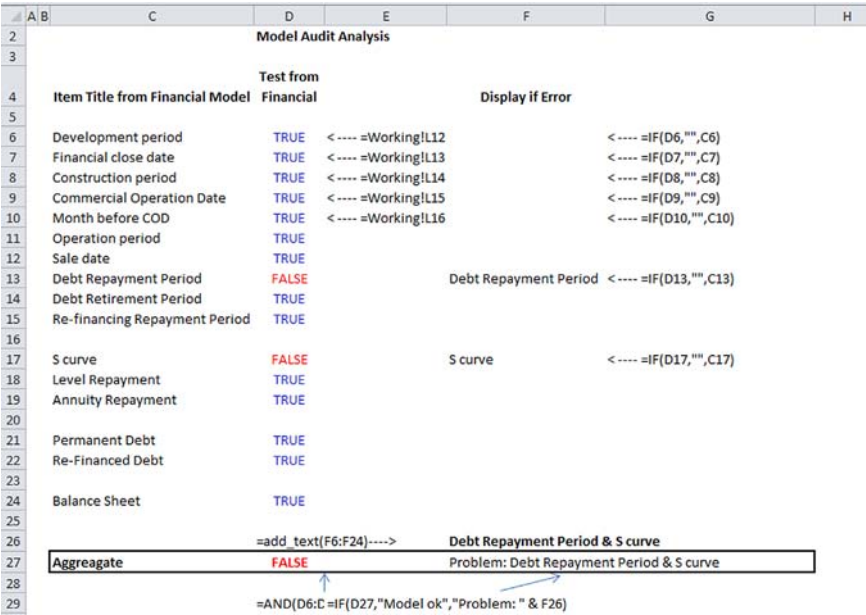 A B C D E F G H
2 Model Audit Analysis
3
4 Item Title from Financial Model Test from Financial Display if Error
5
6 Development period TRUE <---- =Working!L12 <---- =IF(D6,"",C6)
7 Financial close date TRUE <---- =Working!L13 <---- =IF(D7,"",C7)
8 Construction period TRUE <---- =Working!L14 <---- =IF(D8,"",C8)
9 Commercial Operation Date TRUE <---- =Working!L15 <---- =IF(D9,"",C9)
10 Month before COD TRUE <---- =Working!L16 <---- =IF(D10,"",C10)
11 Operation period TRUE
12 Sale date TRUE
13 Debt Repayment Period FALSE Debt Repayment Period <---- =IF(D13,"",C13)
14 Debt Retirement Period TRUE
15 Re-financing Repayment Period TRUE
16
17 S curve FALSE S curve <---- =IF(D17,"",C17)
18 Level Repayment TRUE
19 Annuity Repayment TRUE
20
21 Permanent Debt TRUE
22 Re-Financed Debt TRUE
23
24 Balance Sheet TRUE
25
26 =add_text(F6:F24)----> Debt Repayment Period & S curve
27 Aggreagate FALSE Problem: Debt Repayment Period & S curve
28
29 =AND(D6:D =IF(D27,"Model ok","Problem: " & F26)